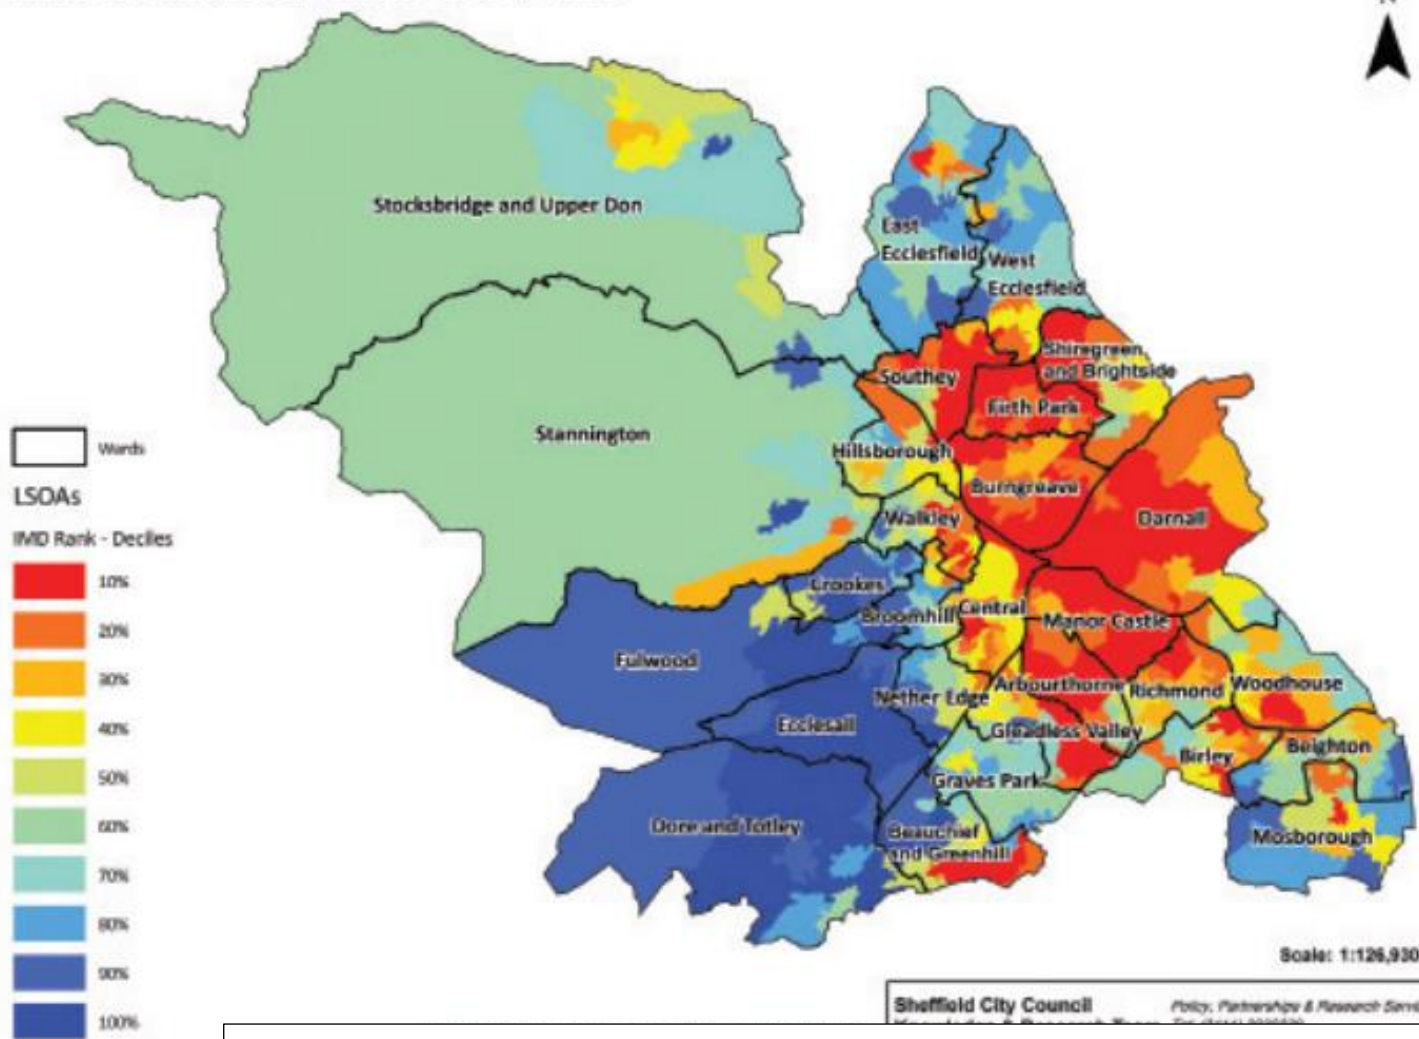 N
Stocksbridge and Upper Don
East
Ecclesfield
West
Ecclesfield
Shiregreen
and Brightside
Southey
Firth Park
Wards
Stannington
Hillsborough
Burngreave
LSOAs
Walkley
Darnall
IMD Rank - Deciles
10%
Crookes
Broomhill
Central
Manor Castle
20%
Fulwood
30%
Nether Edge
Arbourthorne
Richmond
Woodhouse
40%
Ecclesall
Gleadless Valley
Birley
Beighton
50%
Graves Park
60%
Dore and Totley
Beauchief
and Greenhill
Mosborough
70%
80%
Scale: 1:126,930
90%
Sheffield City Council
Policy, Partnerships & Research
100%